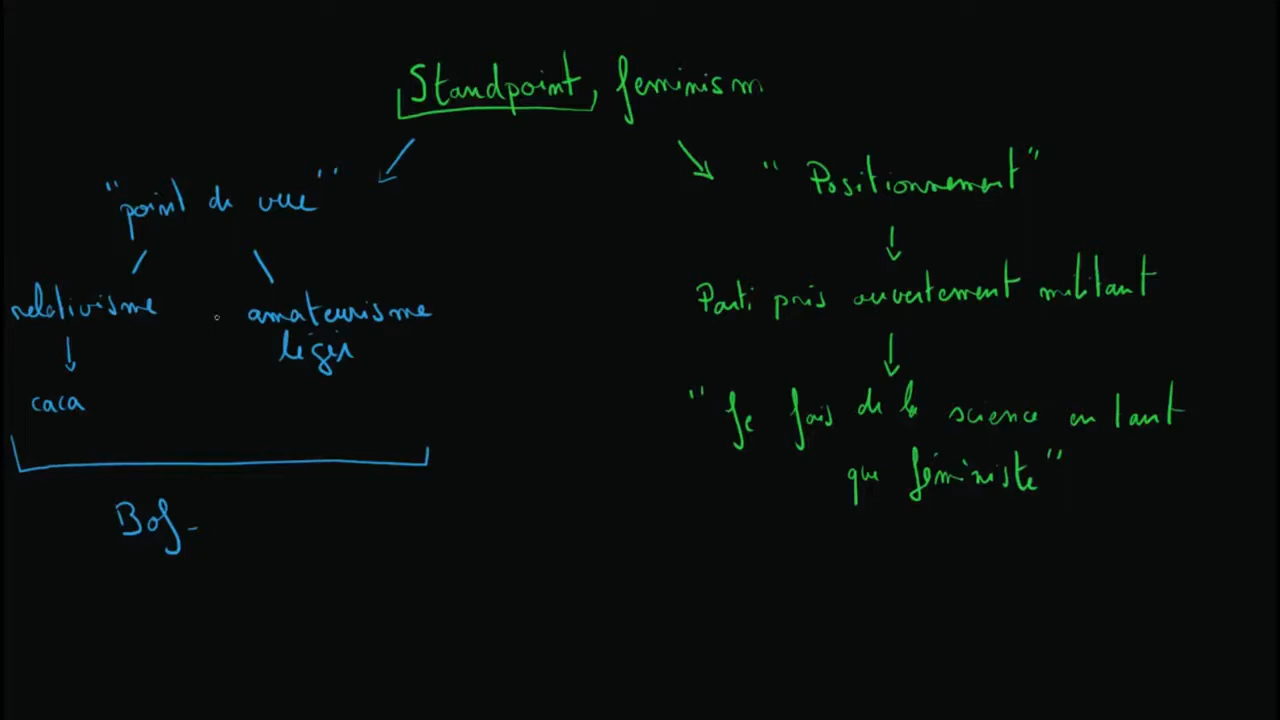 Standpoint, feminism
"point de vue"
"Positionnement"
relativisme
amateurisme
léger
caca
Bof -
Parti pris ouvertement militant
"Je fais de la science en tant
que féministe"